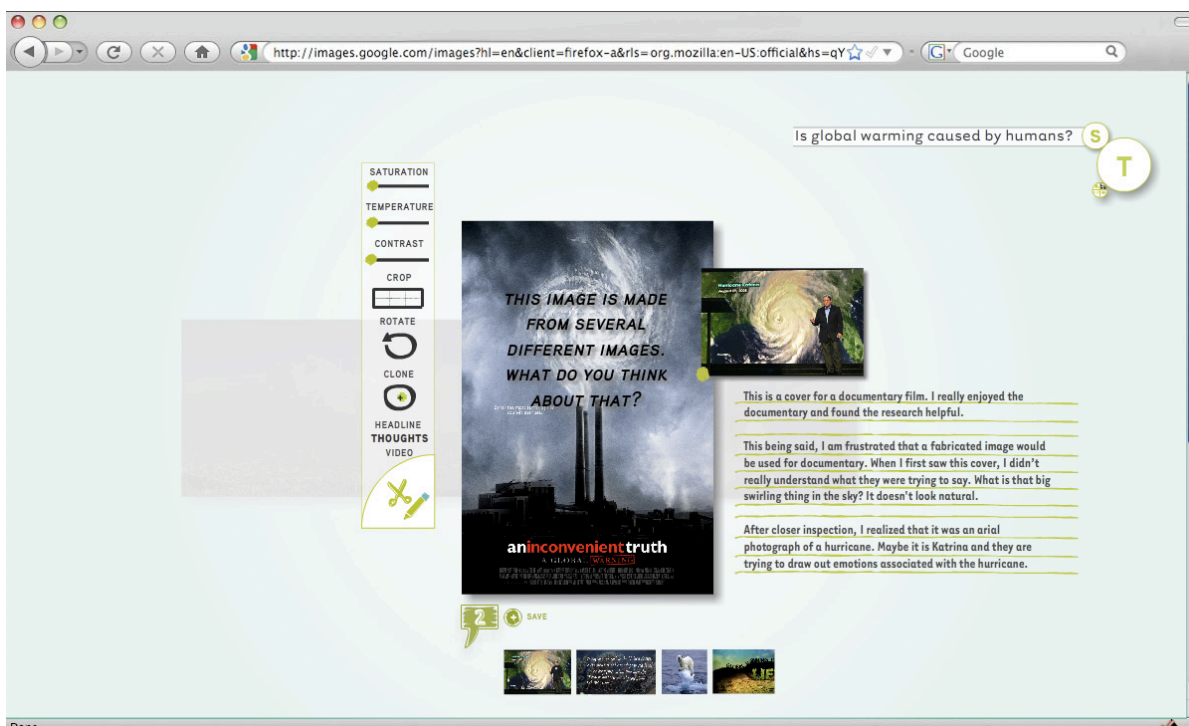 http://images.google.com/images?hl=en&client=firefox-a&rls=org.mozilla:en-US:official&hs=qY
G
Google
Is global warming caused by humans?
S
T
SATURATION
TEMPERATURE
CONTRAST
CROP
ROTATE
CLONE
HEADLINE
THOUGHTS
VIDEO
THIS IMAGE IS MADE
FROM SEVERAL
DIFFERENT IMAGES.
WHAT DO YOU THINK
ABOUT THAT?
aninconvenienttruth
A GLOBAL WARNING
Hurricane Katrina
This is a cover for a documentary film. I really enjoyed the
documentary and found the research helpful.
This being said, I am frustrated that a fabricated image would
be used for documentary. When I first saw this cover, I didn't
really understand what they were trying to say. What is that big
swirling thing in the sky? It doesn't look natural.
After closer inspection, I realized that it was an arial
photograph of a hurricane. Maybe it is Katrina and they are
trying to draw out emotions associated with the hurricane.
2
SAVE
LIE
Done